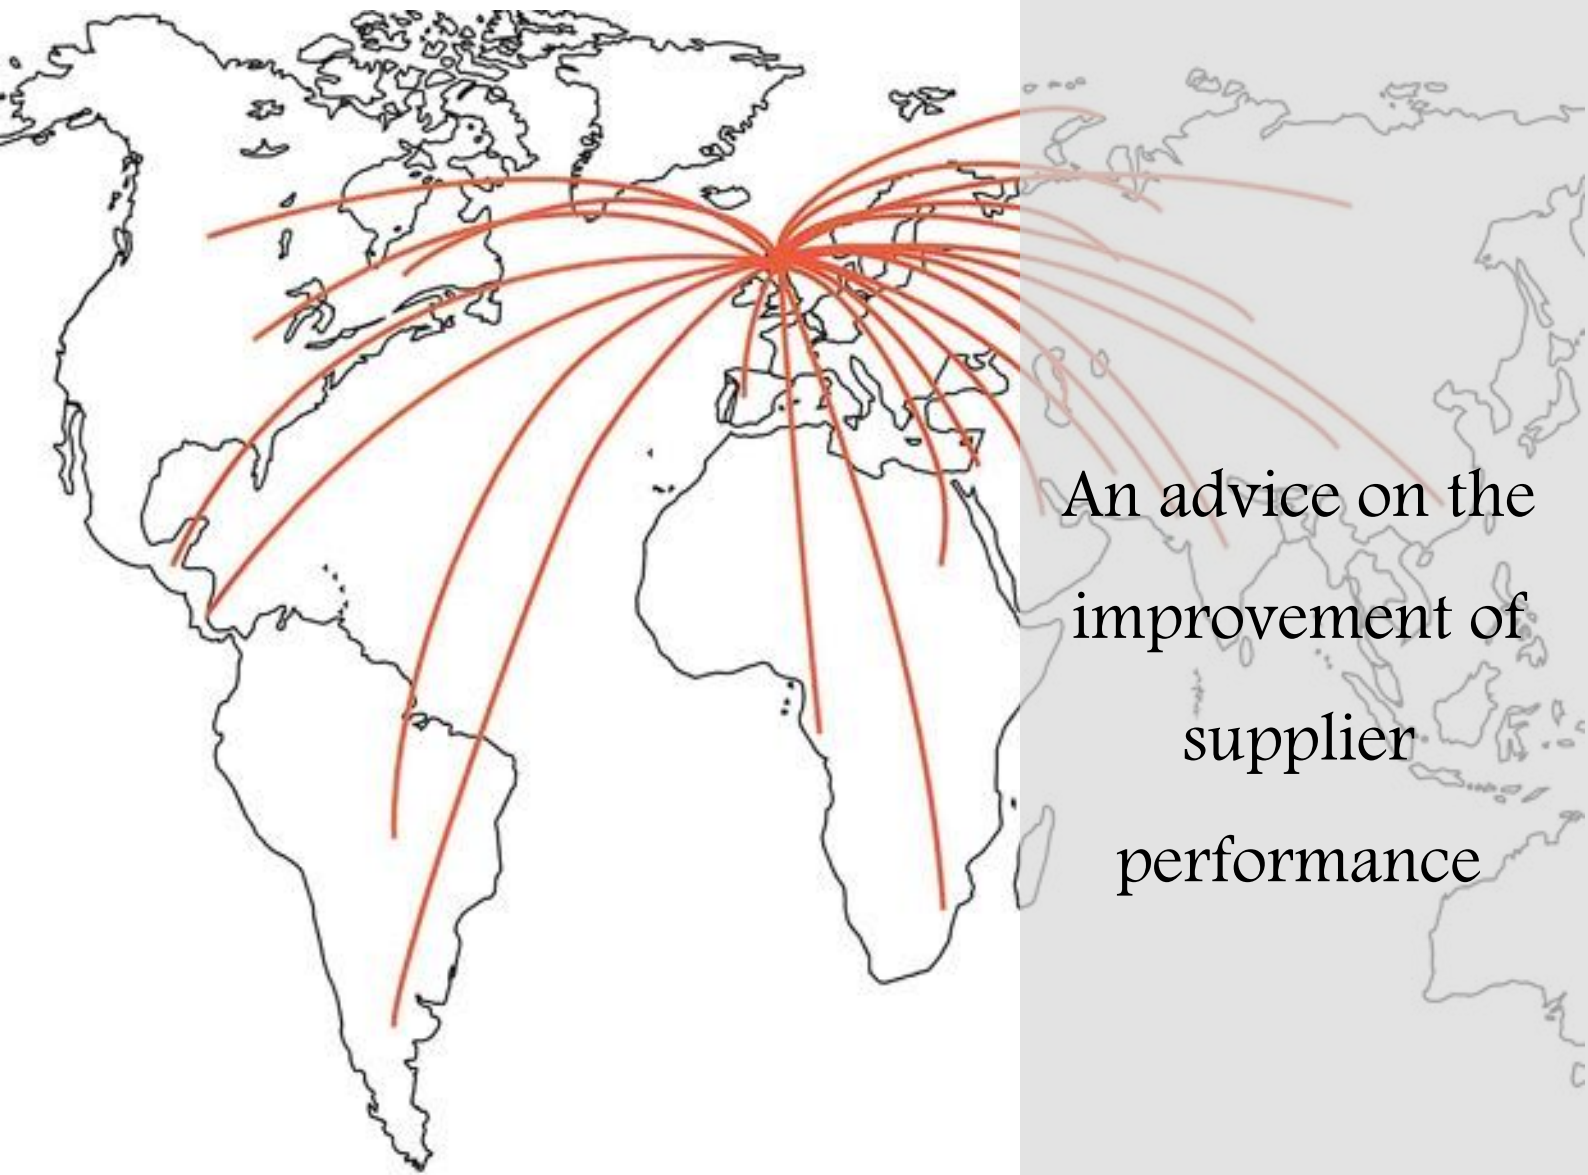 An advice on the
improvement of
supplier
performance